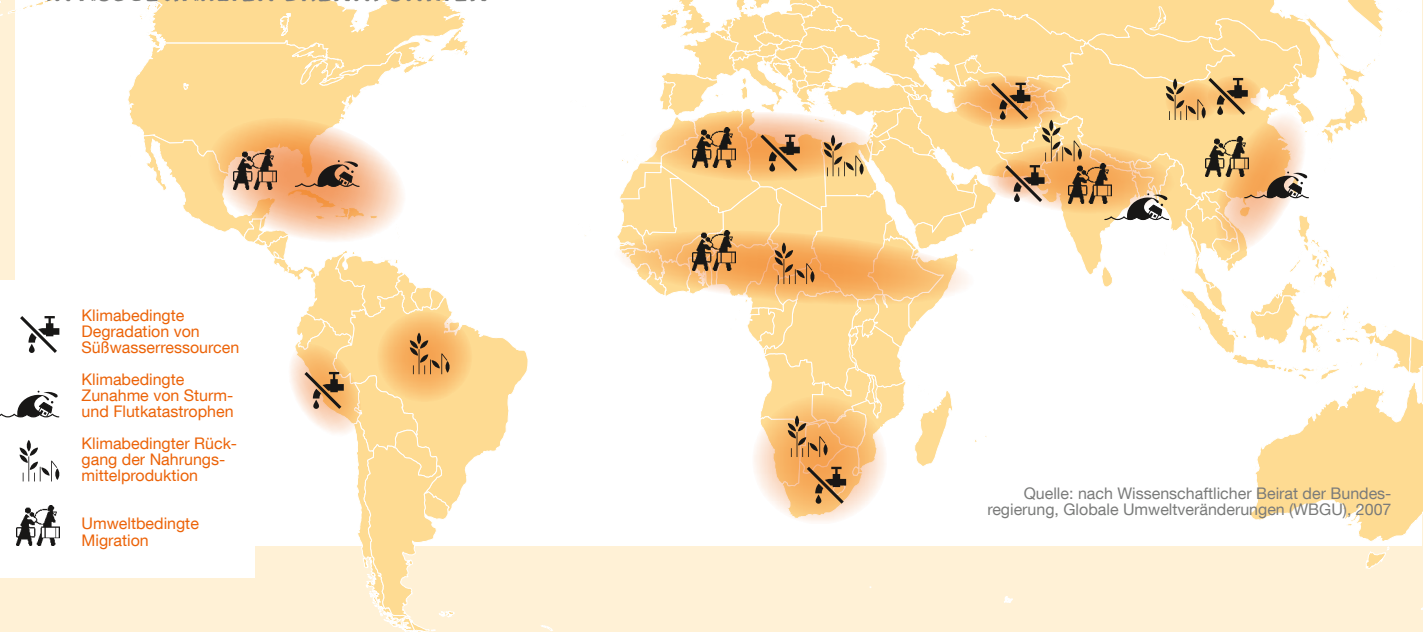 Klimabedingte
Degradation von
Süßwasserressourcen
Klimabedingte
Zunahme von Sturm-
und Flutkatastrophen
Klimabedingter Rück-
gang der Nahrungs-
mittelproduktion
Umweltbedingte
Migration
Quelle: nach Wissenschaftlicher Beirat der Bundes-
regierung, Globale Umweltveränderungen (WBGU), 2007